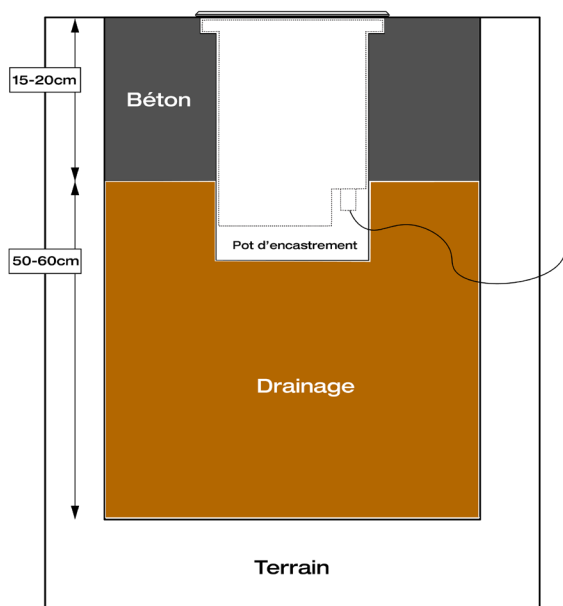 15-20cm
Béton
Pot d’encastrement
50-60cm
Drainage
Terrain